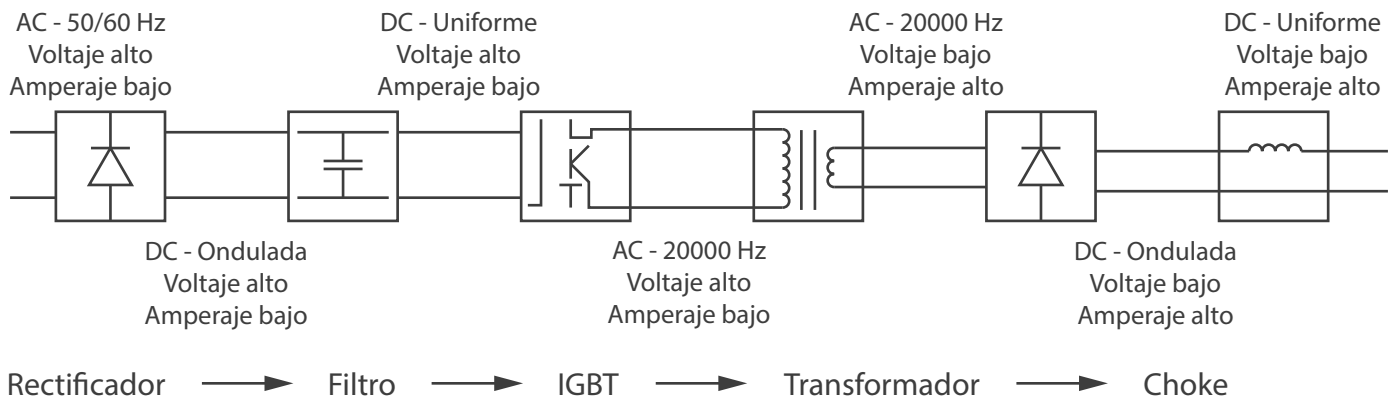 AC - 50/60 Hz
Voltaje alto
Amperaje bajo
DC - Uniforme
Voltaje alto
Amperaje bajo
AC - 20000 Hz
Voltaje bajo
Amperaje alto
DC - Uniforme
Voltaje bajo
Amperaje alto
DC - Ondulada
Voltaje alto
Amperaje bajo
AC - 20000 Hz
Voltaje alto
Amperaje bajo
DC - Ondulada
Voltaje bajo
Amperaje alto
Rectificador → Filtro → IGBT → Transformador → Choke